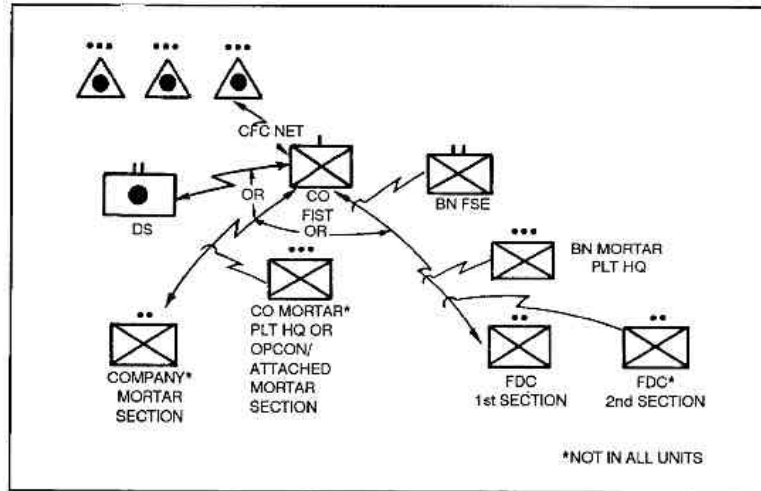 CFC NET
OR
DS
CO
FIST
OR
BN FSE
BN MORTAR
PLT HQ
CO MORTAR*
PLT HQ OR
OPCON/
ATTACHED
MORTAR
SECTION
COMPANY*
MORTAR
SECTION
FDC
1st SECTION
FDC*
2nd SECTION
*NOT IN ALL UNITS